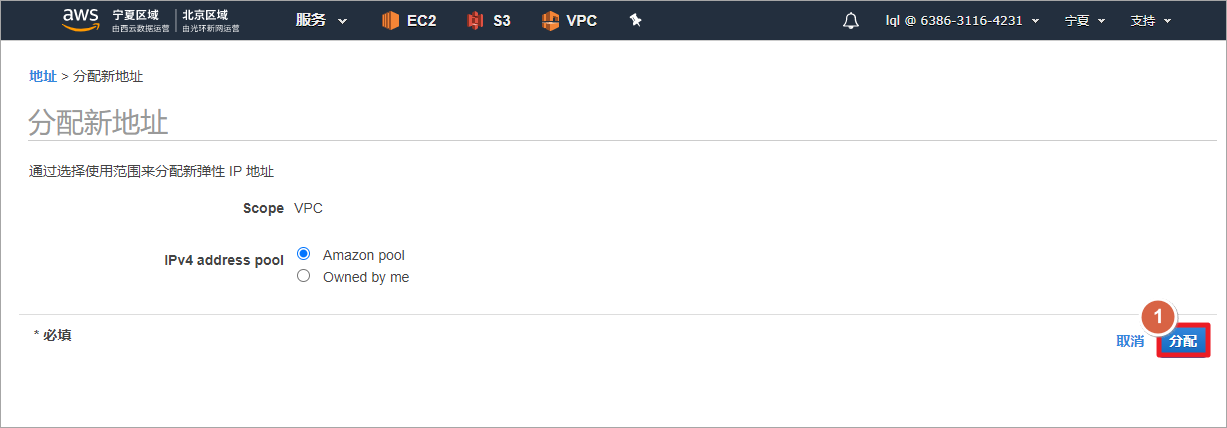 aws 宁夏区域 北京区域 服务 EC2 S3 VPC lql @ 6386-3116-4231 宁夏 支持
由西云数据运营 由光环新网运营
地址 > 分配新地址
分配新地址
通过选择使用范围来分配新弹性 IP 地址
Scope VPC
IPv4 address pool Amazon pool
Owned by me
1
* 必填
取消 分配